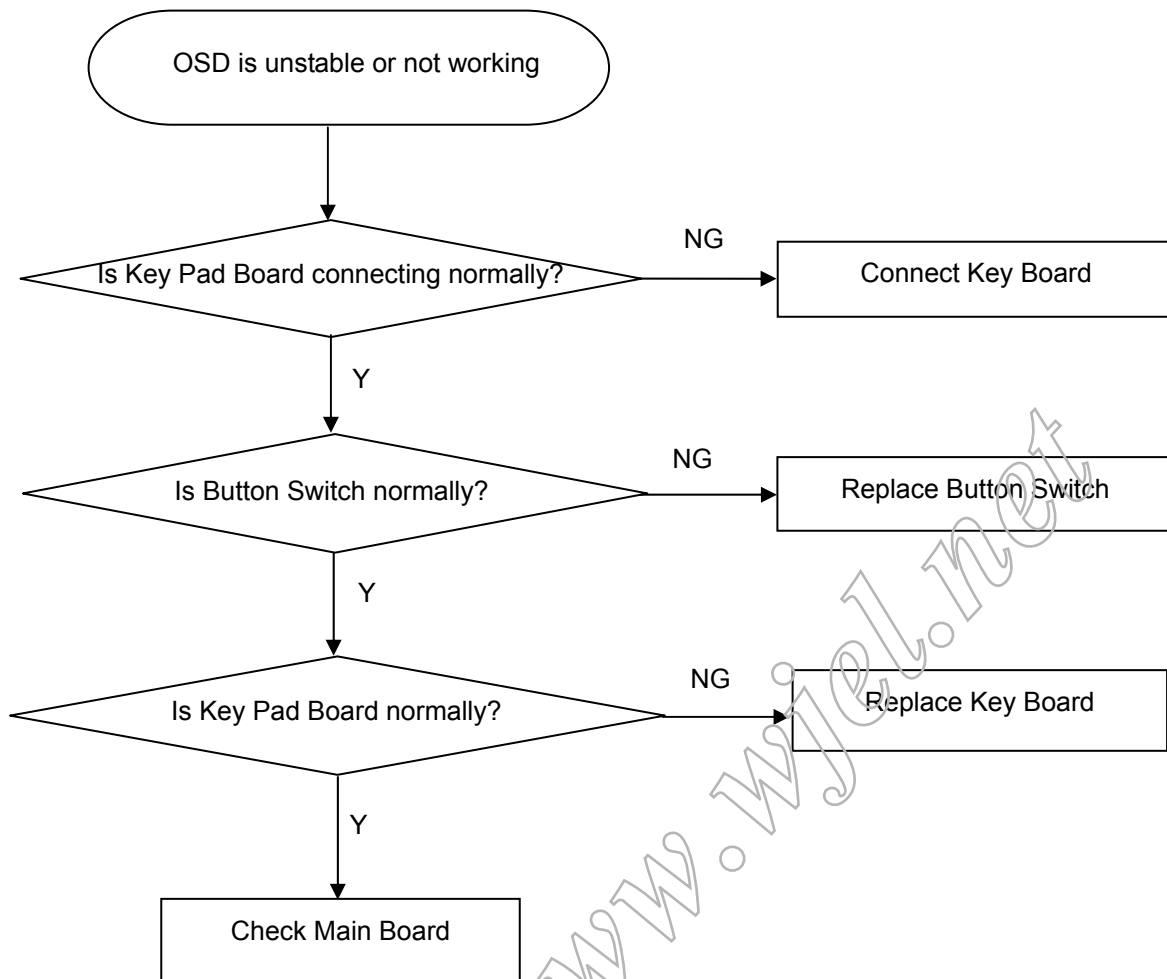 OSD is unstable or not working
Is Key Pad Board connecting normally?
NG
Connect Key Board
Y
Is Button Switch normally?
NG
Replace Button Switch
Y
Is Key Pad Board normally?
NG
Replace Key Board
Y
Check Main Board
www.wjel.net